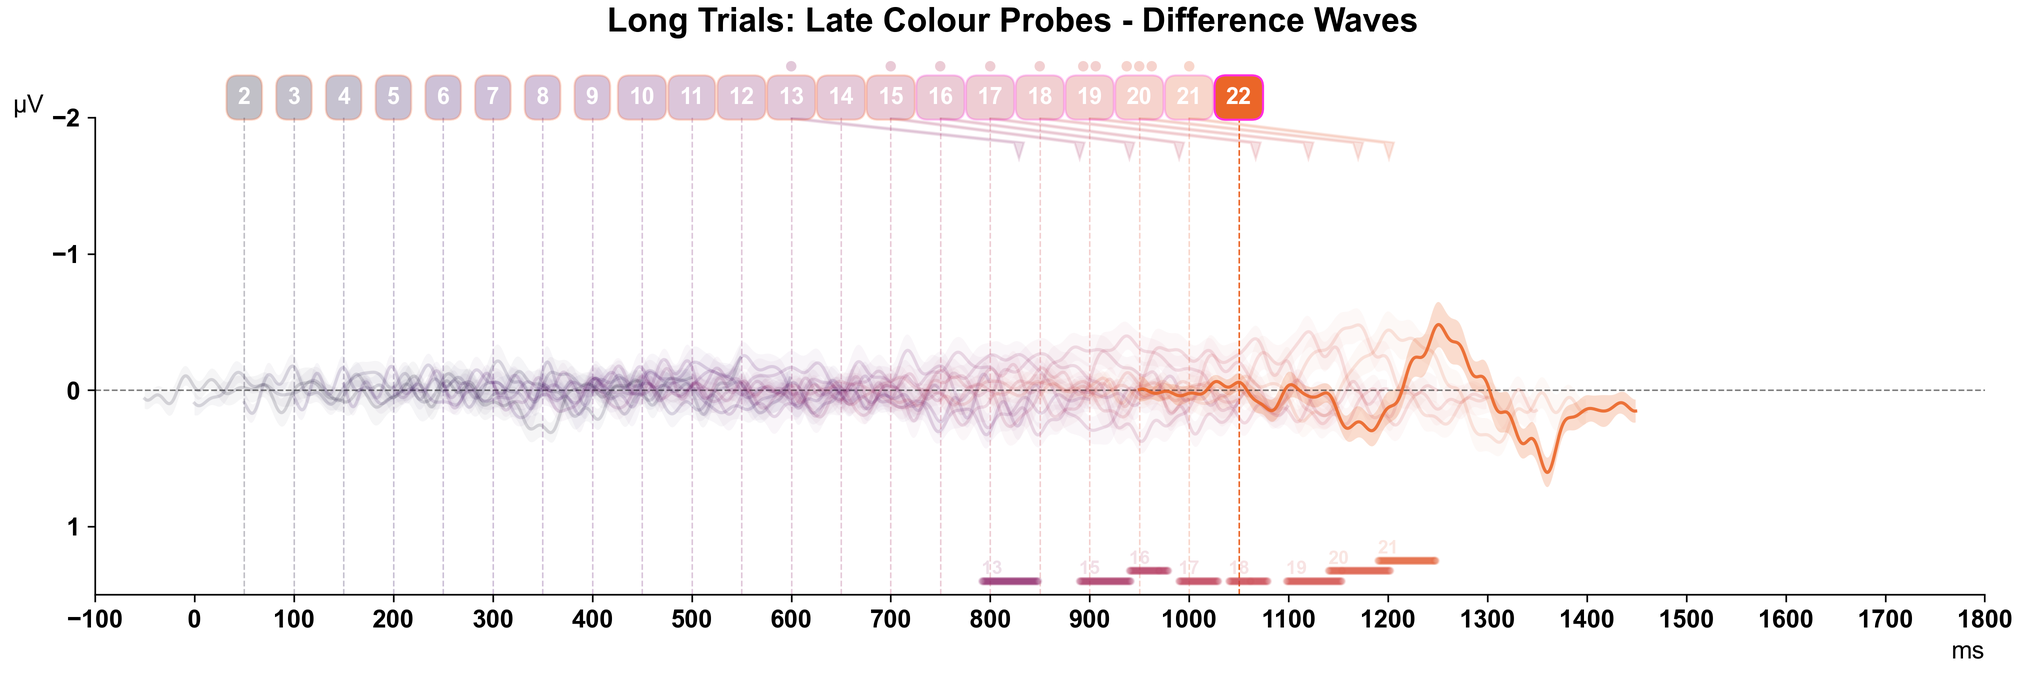 Long Trials: Late Colour Probes - Difference Waves
2 3 4 5 6 7 8 9 10 11 12 13 14 15 16 17 18 19 20 21 22
µV
−2
−1
0
1
21
16 20
13 15 17 18 19
−100 0 100 200 300 400 500 600 700 800 900 1000 1100 1200 1300 1400 1500 1600 1700 1800
ms